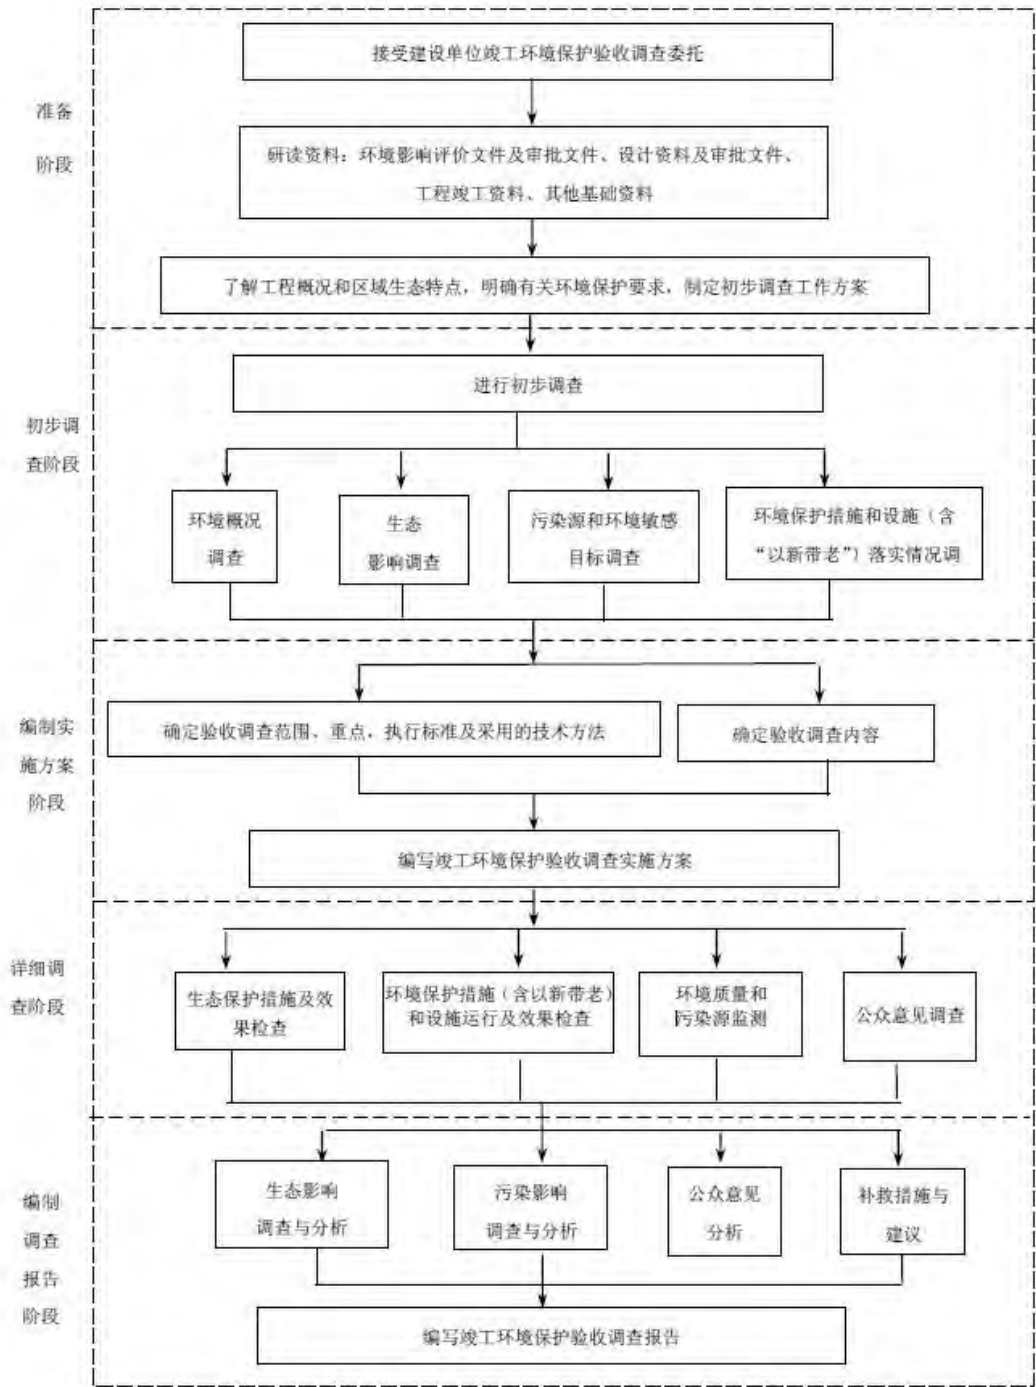 准备
阶段
接受建设单位竣工环境保护验收调查委托
研读资料：环境影响评价文件及审批文件、设计资料及审批文件、
工程竣工资料、其他基础资料
了解工程概况和区域生态特点，明确有关环境保护要求，制定初步调查工作方案
初步调
查阶段
进行初步调查
环境概况
调查
生态
影响调查
污染源和环境敏感
目标调查
环境保护措施和设施（含
“以新带老”）落实情况调
编制实
施方案
阶段
确定验收调查范围、重点，执行标准及采用的技术方法
确定验收调查内容
编写竣工环境保护验收调查实施方案
详细调
查阶段
生态保护措施及效
果检查
环境保护措施（含以新带老）
和设施运行及效果检查
环境质量和
污染源监测
公众意见调查
编制
调查
报告
阶段
生态影响
调查与分析
污染影响
调查与分析
公众意见
分析
补救措施与
建议
编写竣工环境保护验收调查报告